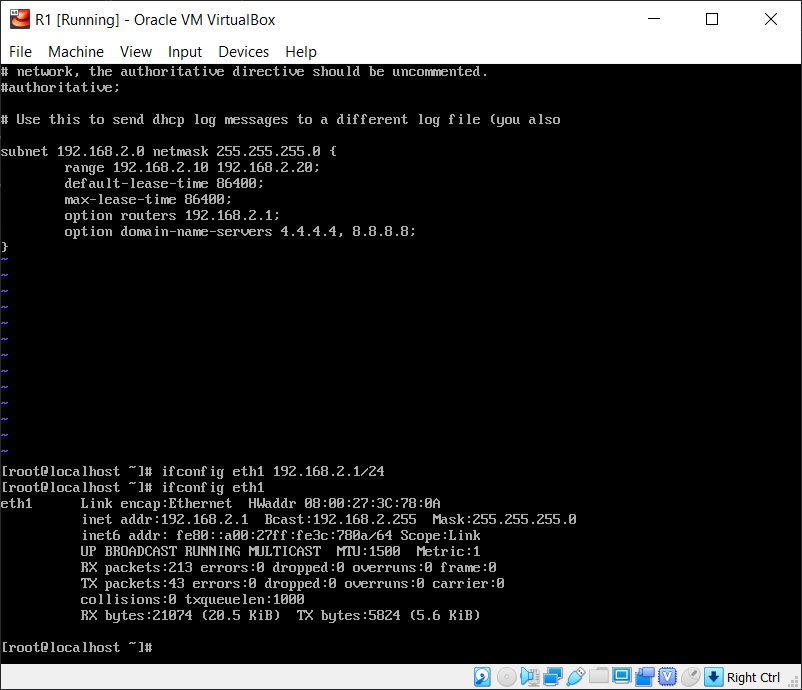 R1 [Running] - Oracle VM VirtualBox
File Machine View Input Devices Help
# network, the authoritative directive should be uncommented.
#authoritative;
# Use this to send dhcp log messages to a different log file (you also
subnet 192.168.2.0 netmask 255.255.255.0 {
range 192.168.2.10 192.168.2.20;
default-lease-time 86400;
max-lease-time 86400;
option routers 192.168.2.1;
option domain-name-servers 4.4.4.4, 8.8.8.8;
}
~
~
~
~
~
~
~
~
~
~
~
~
~
[root@localhost ~]# ifconfig eth1 192.168.2.1/24
[root@localhost ~]# ifconfig eth1
eth1 Link encap:Ethernet HWaddr 08:00:27:3C:78:0A
inet addr:192.168.2.1 Bcast:192.168.2.255 Mask:255.255.255.0
inet6 addr: fe80::a00:27ff:fe3c:780a/64 Scope:Link
UP BROADCAST RUNNING MULTICAST MTU:1500 Metric:1
RX packets:213 errors:0 dropped:0 overruns:0 frame:0
TX packets:43 errors:0 dropped:0 overruns:0 carrier:0
collisions:0 txqueuelen:1000
RX bytes:21074 (20.5 KiB) TX bytes:5824 (5.6 KiB)
[root@localhost ~]#
Right Ctrl